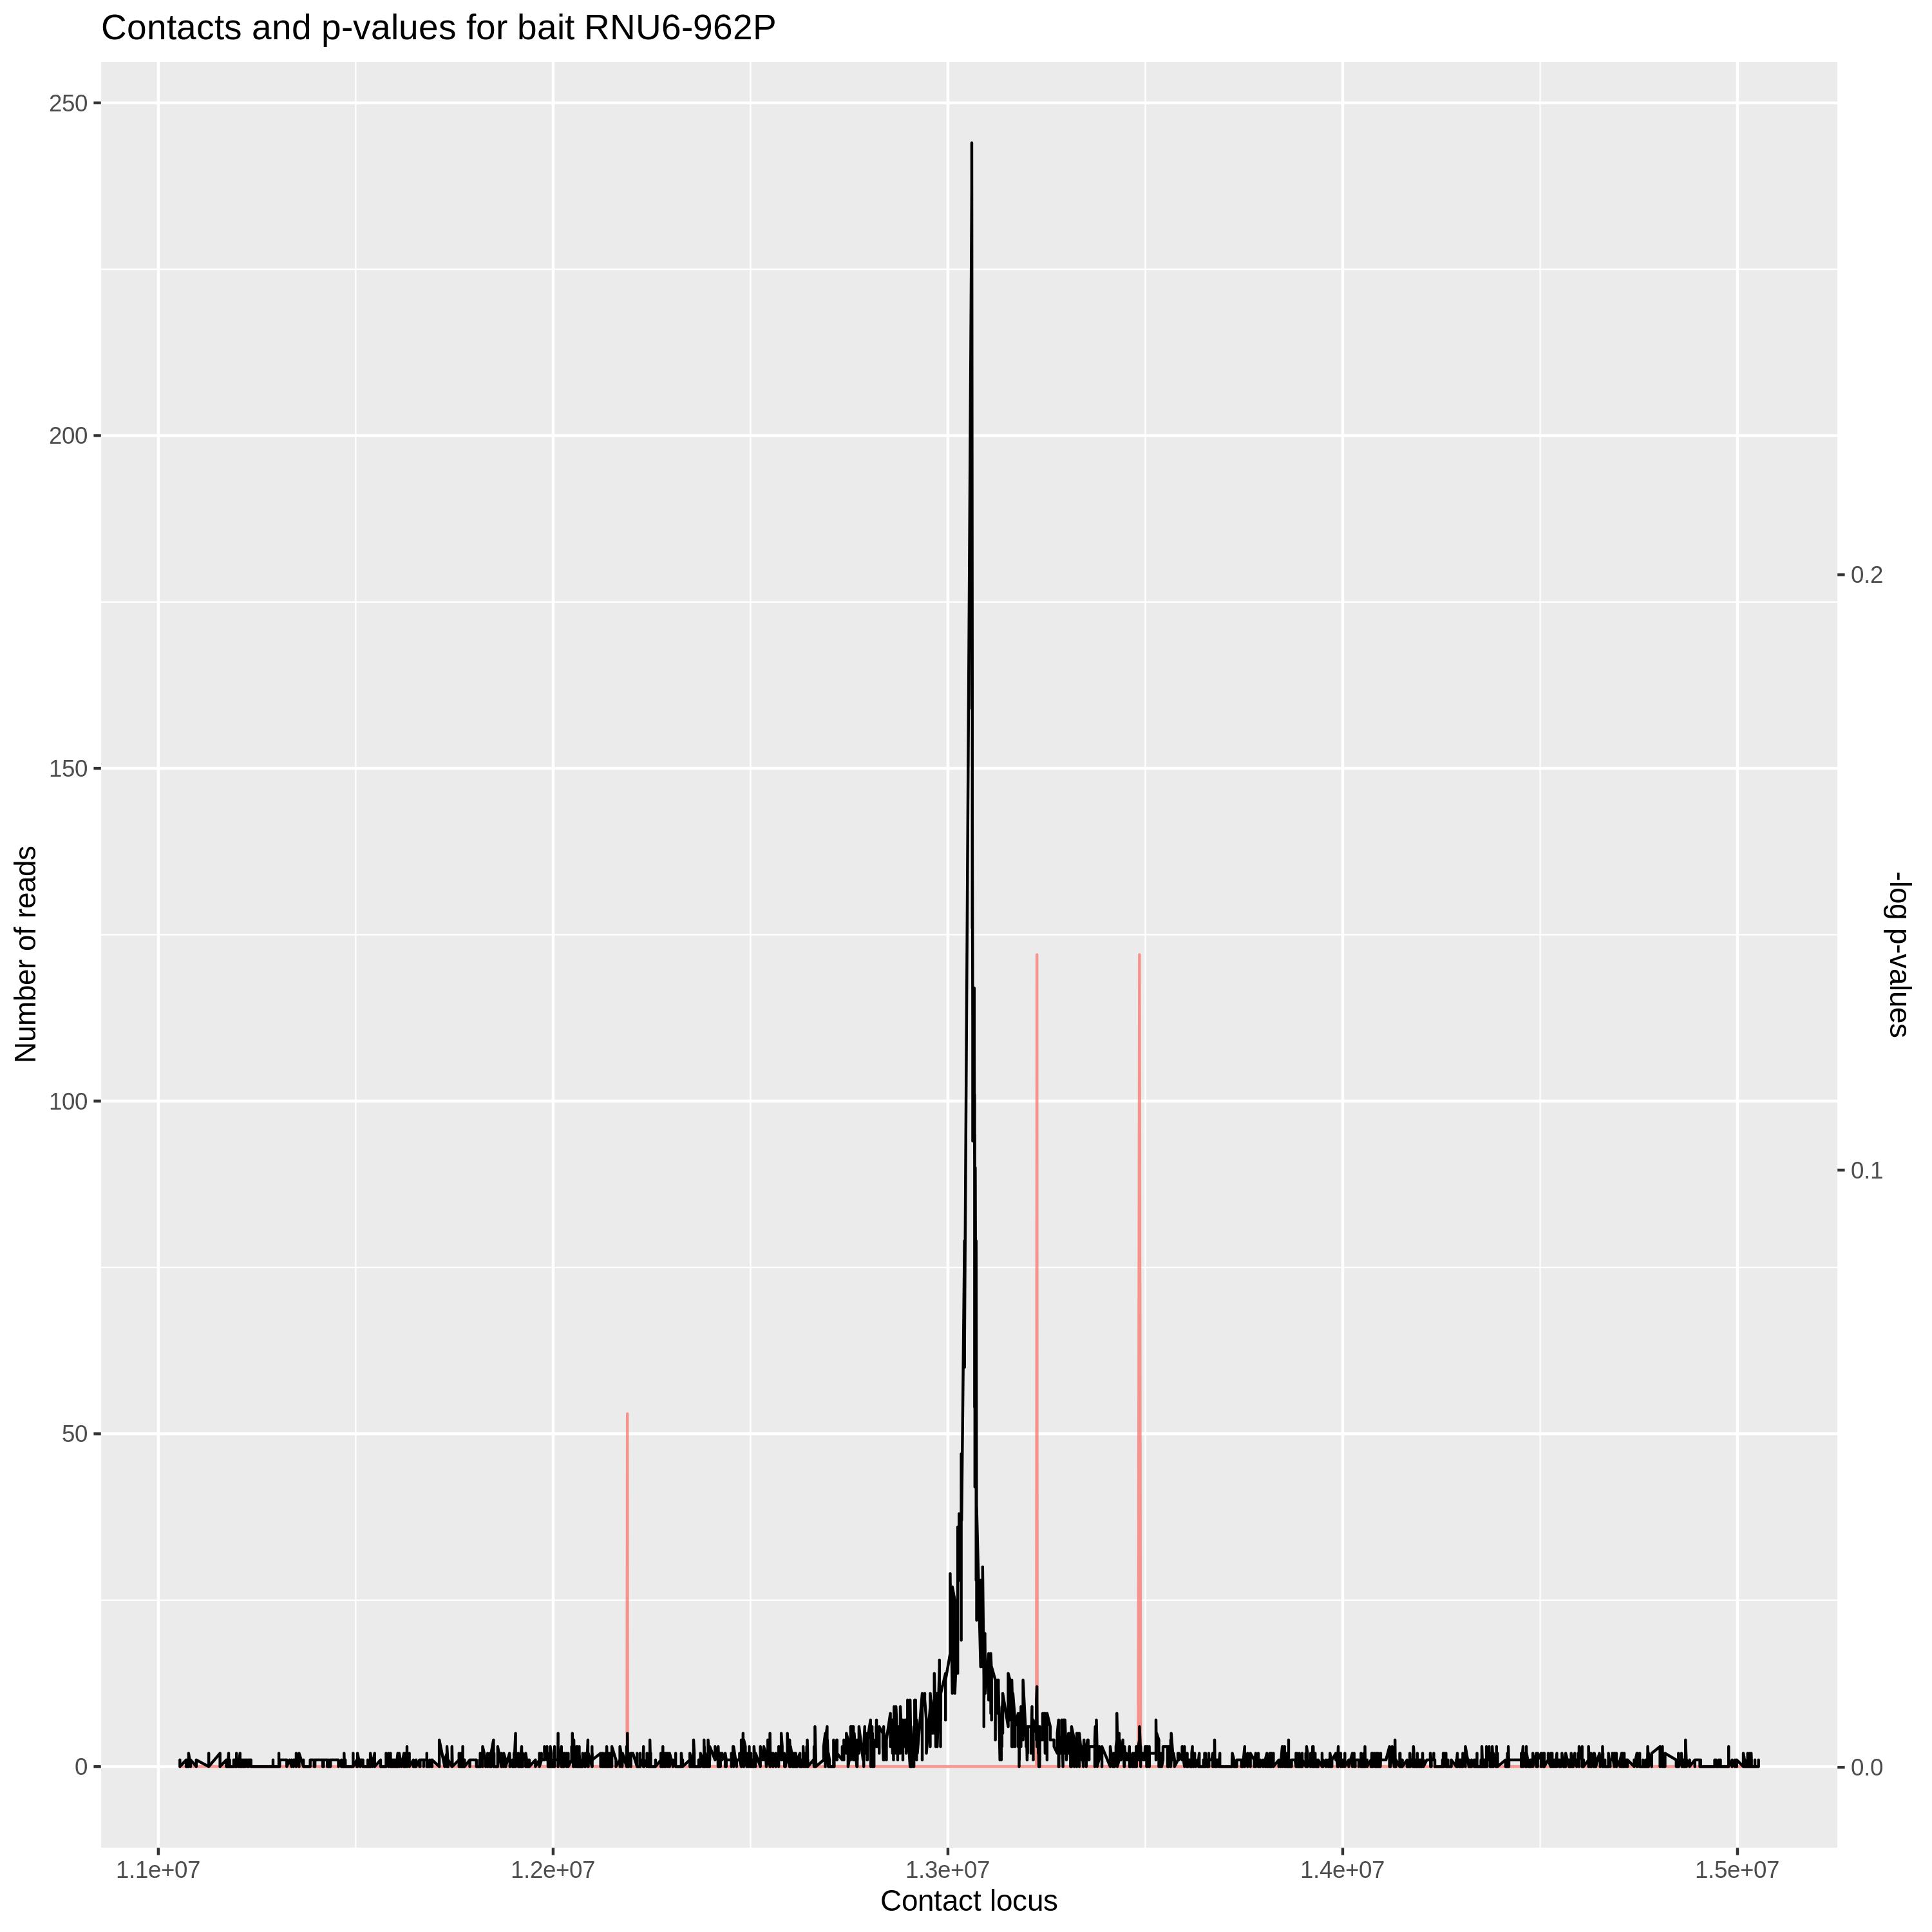 Contacts and p-values for bait RNU6-962P
250
200
150
100
50
0
Number of reads
0.2
0.1
0.0
-log p-values
1.1e+07
1.2e+07
1.3e+07
1.4e+07
1.5e+07
Contact locus